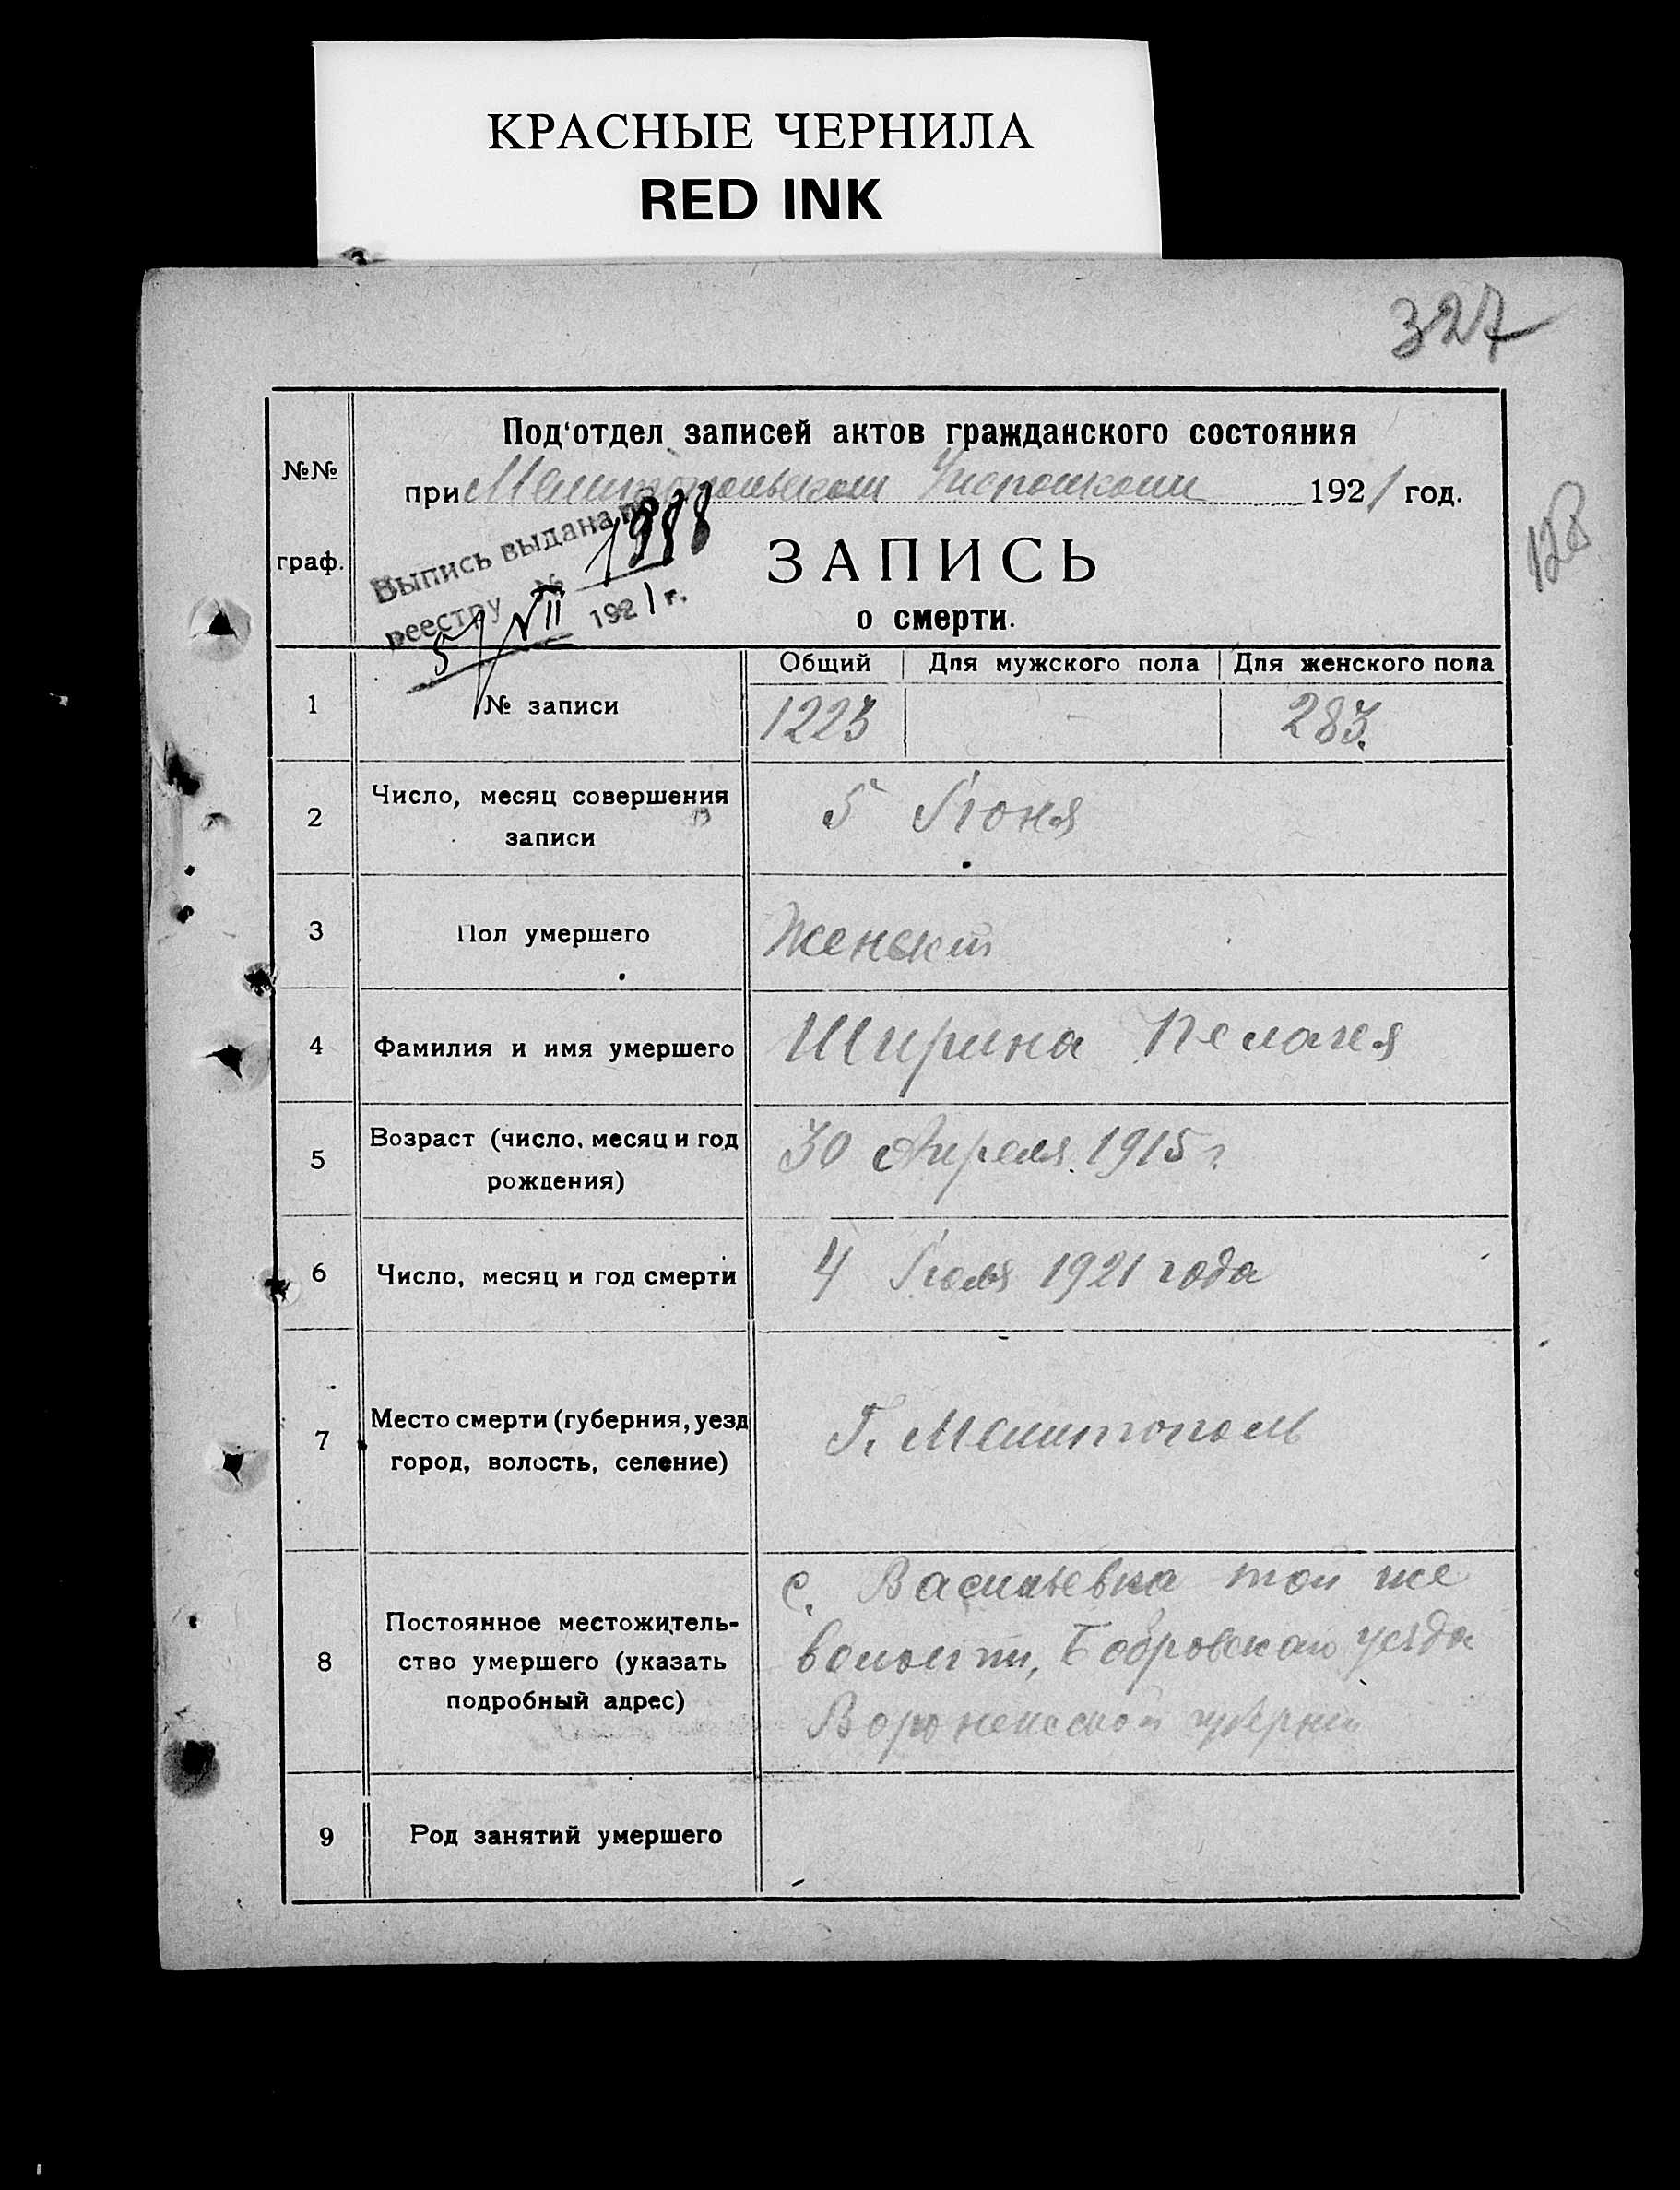 КРАСНЫЕ ЧЕРНИЛА
RED INK
327
Под'отдел записей актов гражданского состояния
№№
при Мелитопольском 1921 год.
128
Выпись выдана п
1988
граф.
ЗАПИСЬ
реестру №
5/VII 1921 г.
о смерти.
Общий Для мужского пола Для женского пола
1 № записи 1223 - 283.
2 Число, месяц совершения записи 5 Июня
3 Пол умершего Женский
4 Фамилия и имя умершего Ширина Пелагея
5 Возраст (число, месяц и год рождения) 30 Апреля 1915 г
6 Число, месяц и год смерти 4 Июля 1921 года
7 Место смерти (губерния, уезд город, волость, селение) Г. Мелитополь
8 Постоянное местожитель-
ство умершего (указать
подробный адрес)
с. Васильевка той же
волости, Бобровскаго уезда
Воронежской губернии
9 Род занятий умершего